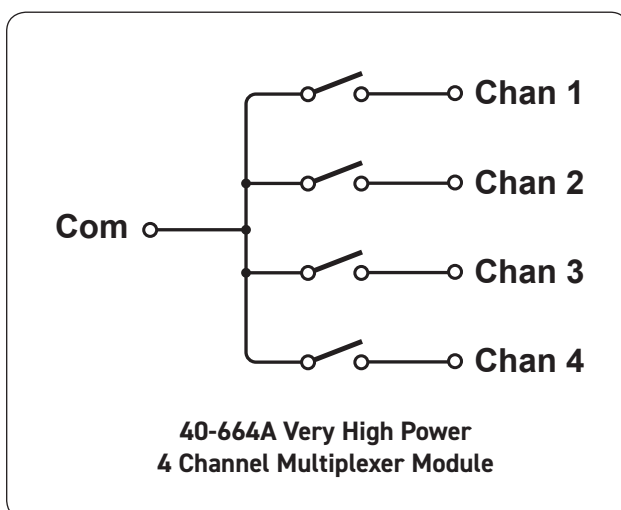 Chan 1
Chan 2
Com
Chan 3
Chan 4
40-664A Very High Power
4 Channel Multiplexer Module